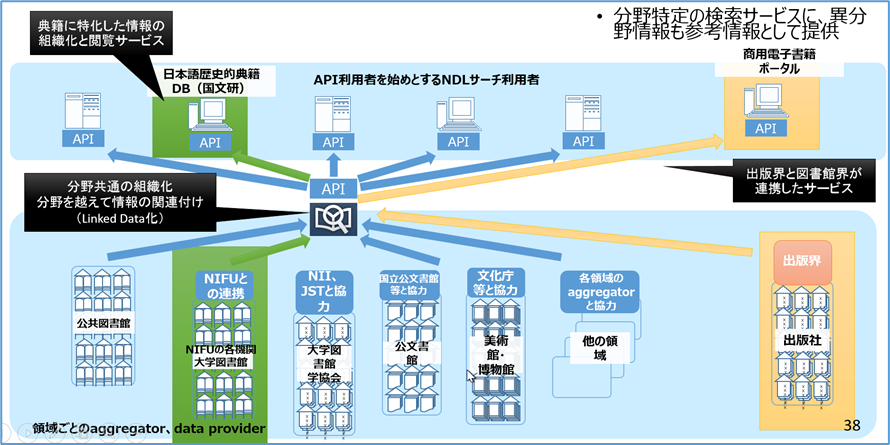 • 分野特定の検索サービスに、異分
野情報も参考情報として提供
典籍に特化した情報の
組織化と閲覧サービス
日本語歴史的典籍
DB（国文研）
API利用者を始めとするNDLサーチ利用者
商用電子書籍
ポータル
API
API
API
API
API
API
分野共通の組織化
分野を越えて情報の関連付け
（Linked Data化）
API
出版界と図書館界が
連携したサービス
公共図書館
NIFUと
の連携
NIFUの各機関
大学図書館
NII、
JSTと協
力
大学図
書館
学協会
国立公文書館
等と協力
公文書
館
文化庁
等と協力
美術
館・
博物館
各領域の
aggregator
と協力
他の領
域
出版界
出版社
領域ごとのaggregator、data provider
38